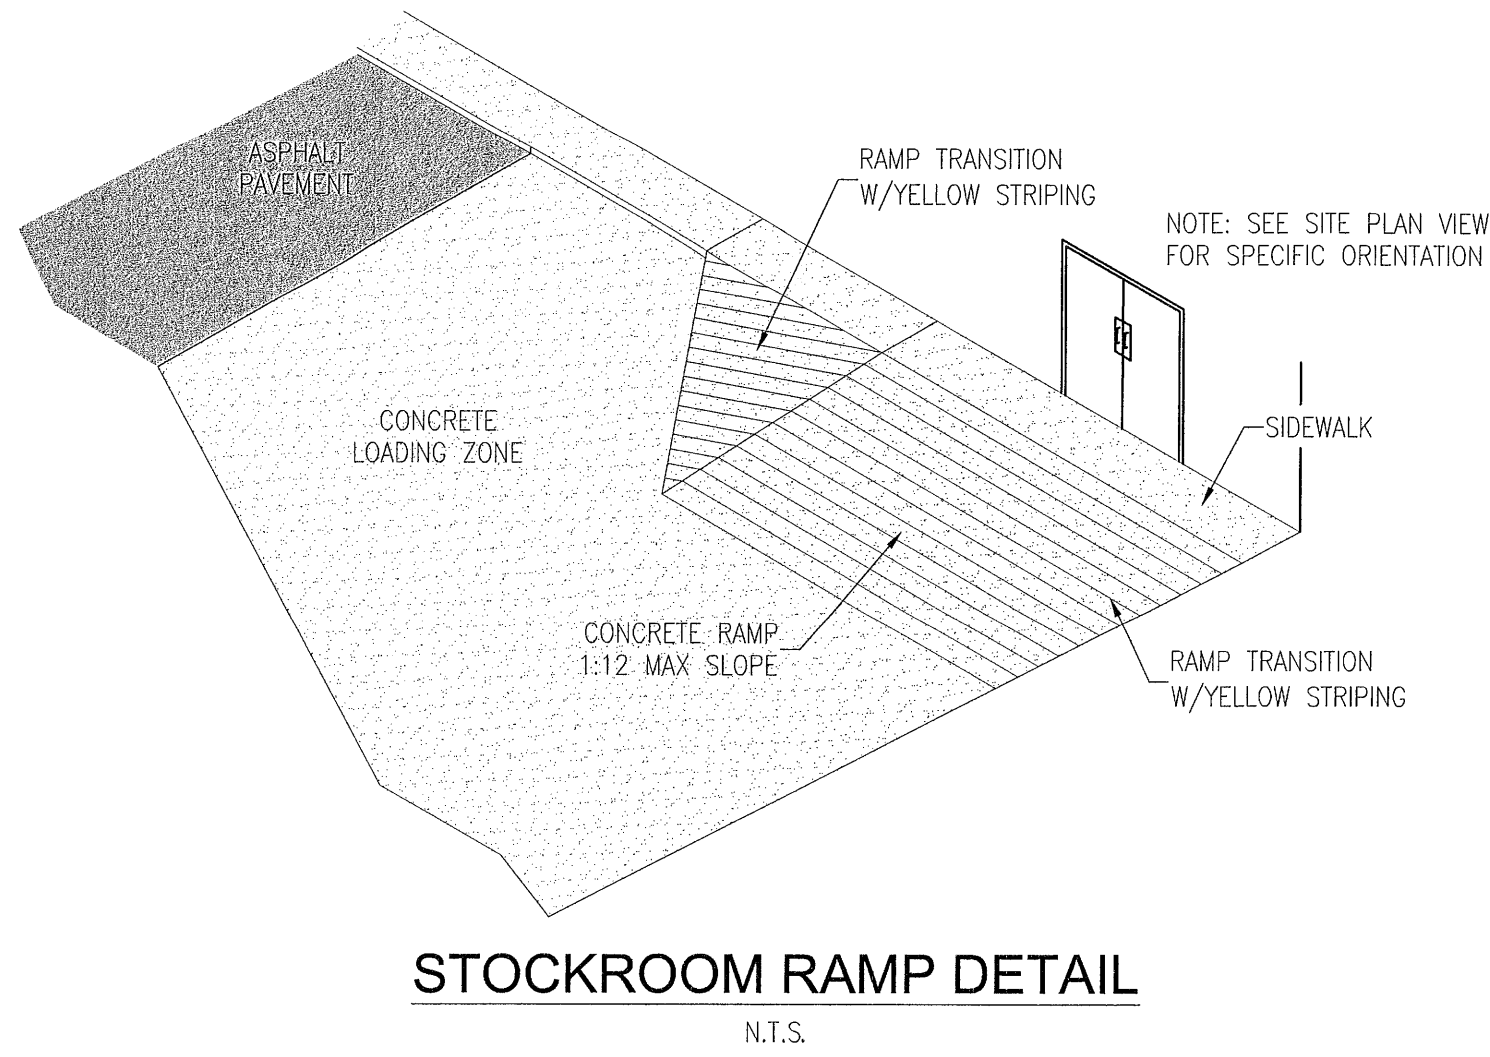 ASPHALT
PAVEMENT
RAMP TRANSITION
W/YELLOW STRIPING
NOTE: SEE SITE PLAN VIEW
FOR SPECIFIC ORIENTATION
CONCRETE
LOADING ZONE
SIDEWALK
CONCRETE RAMP
1:12 MAX SLOPE
RAMP TRANSITION
W/YELLOW STRIPING
STOCKROOM RAMP DETAIL
N.T.S.